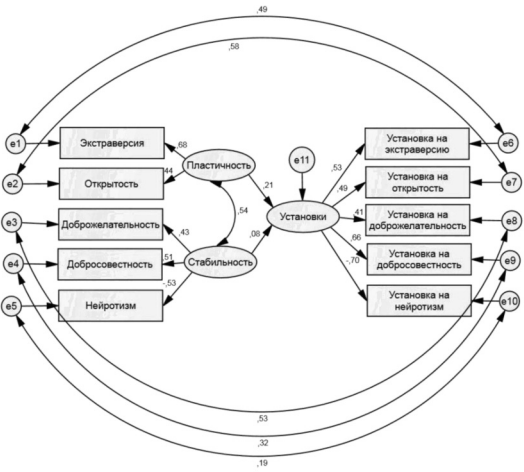 ,49
,58
e1
Экстраверсия
,68
Пластичность
e11
,53
Установка на
экстраверсию
e6
e2
Открытость
,44
,21
,49
Установка на
открытость
e7
e3
Доброжелательность
,43
,54
Установки
,41
Установка на
доброжелательность
e8
e4
Добросовестность
,51
Стабильность
,08
,66
Установка на
добросовестность
e9
e5
Нейротизм
-,53
-,70
Установка на
нейротизм
e10
,53
,32
,19